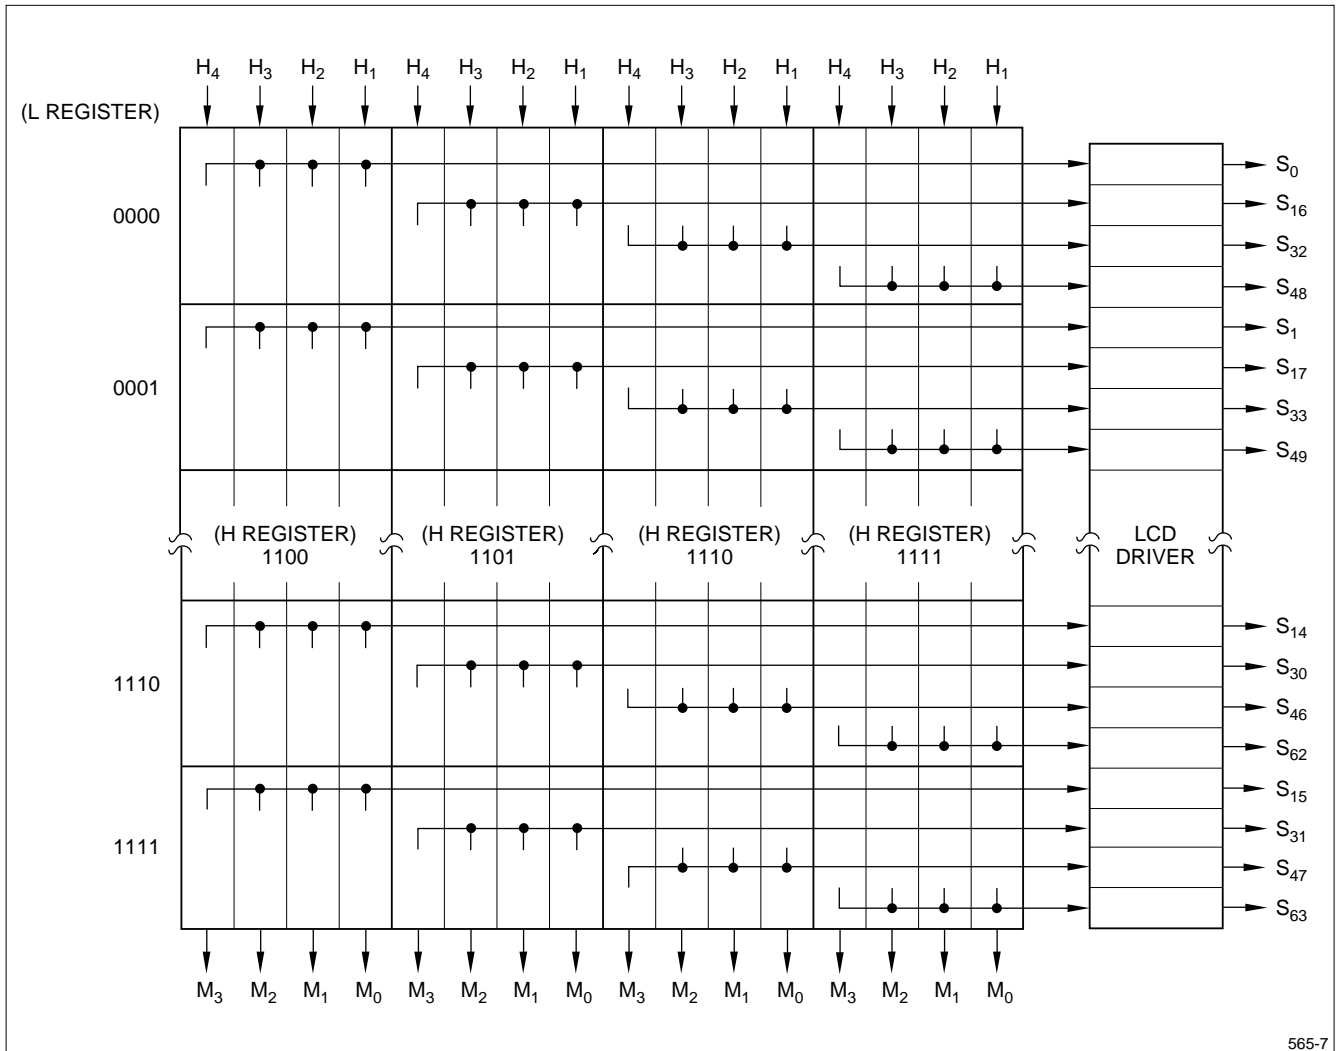 H4 H3 H2 H1 H4 H3 H2 H1 H4 H3 H2 H1 H4 H3 H2 H1
(L REGISTER)
S0
0000
S16
S32
S48
S1
S17
0001
S33
S49
(H REGISTER) (H REGISTER) (H REGISTER) (H REGISTER) LCD
1100 1101 1110 1111 DRIVER
S14
S30
1110
S46
S62
S15
S31
1111
S47
S63
M3 M2 M1 M0 M3 M2 M1 M0 M3 M2 M1 M0 M3 M2 M1 M0
565-7